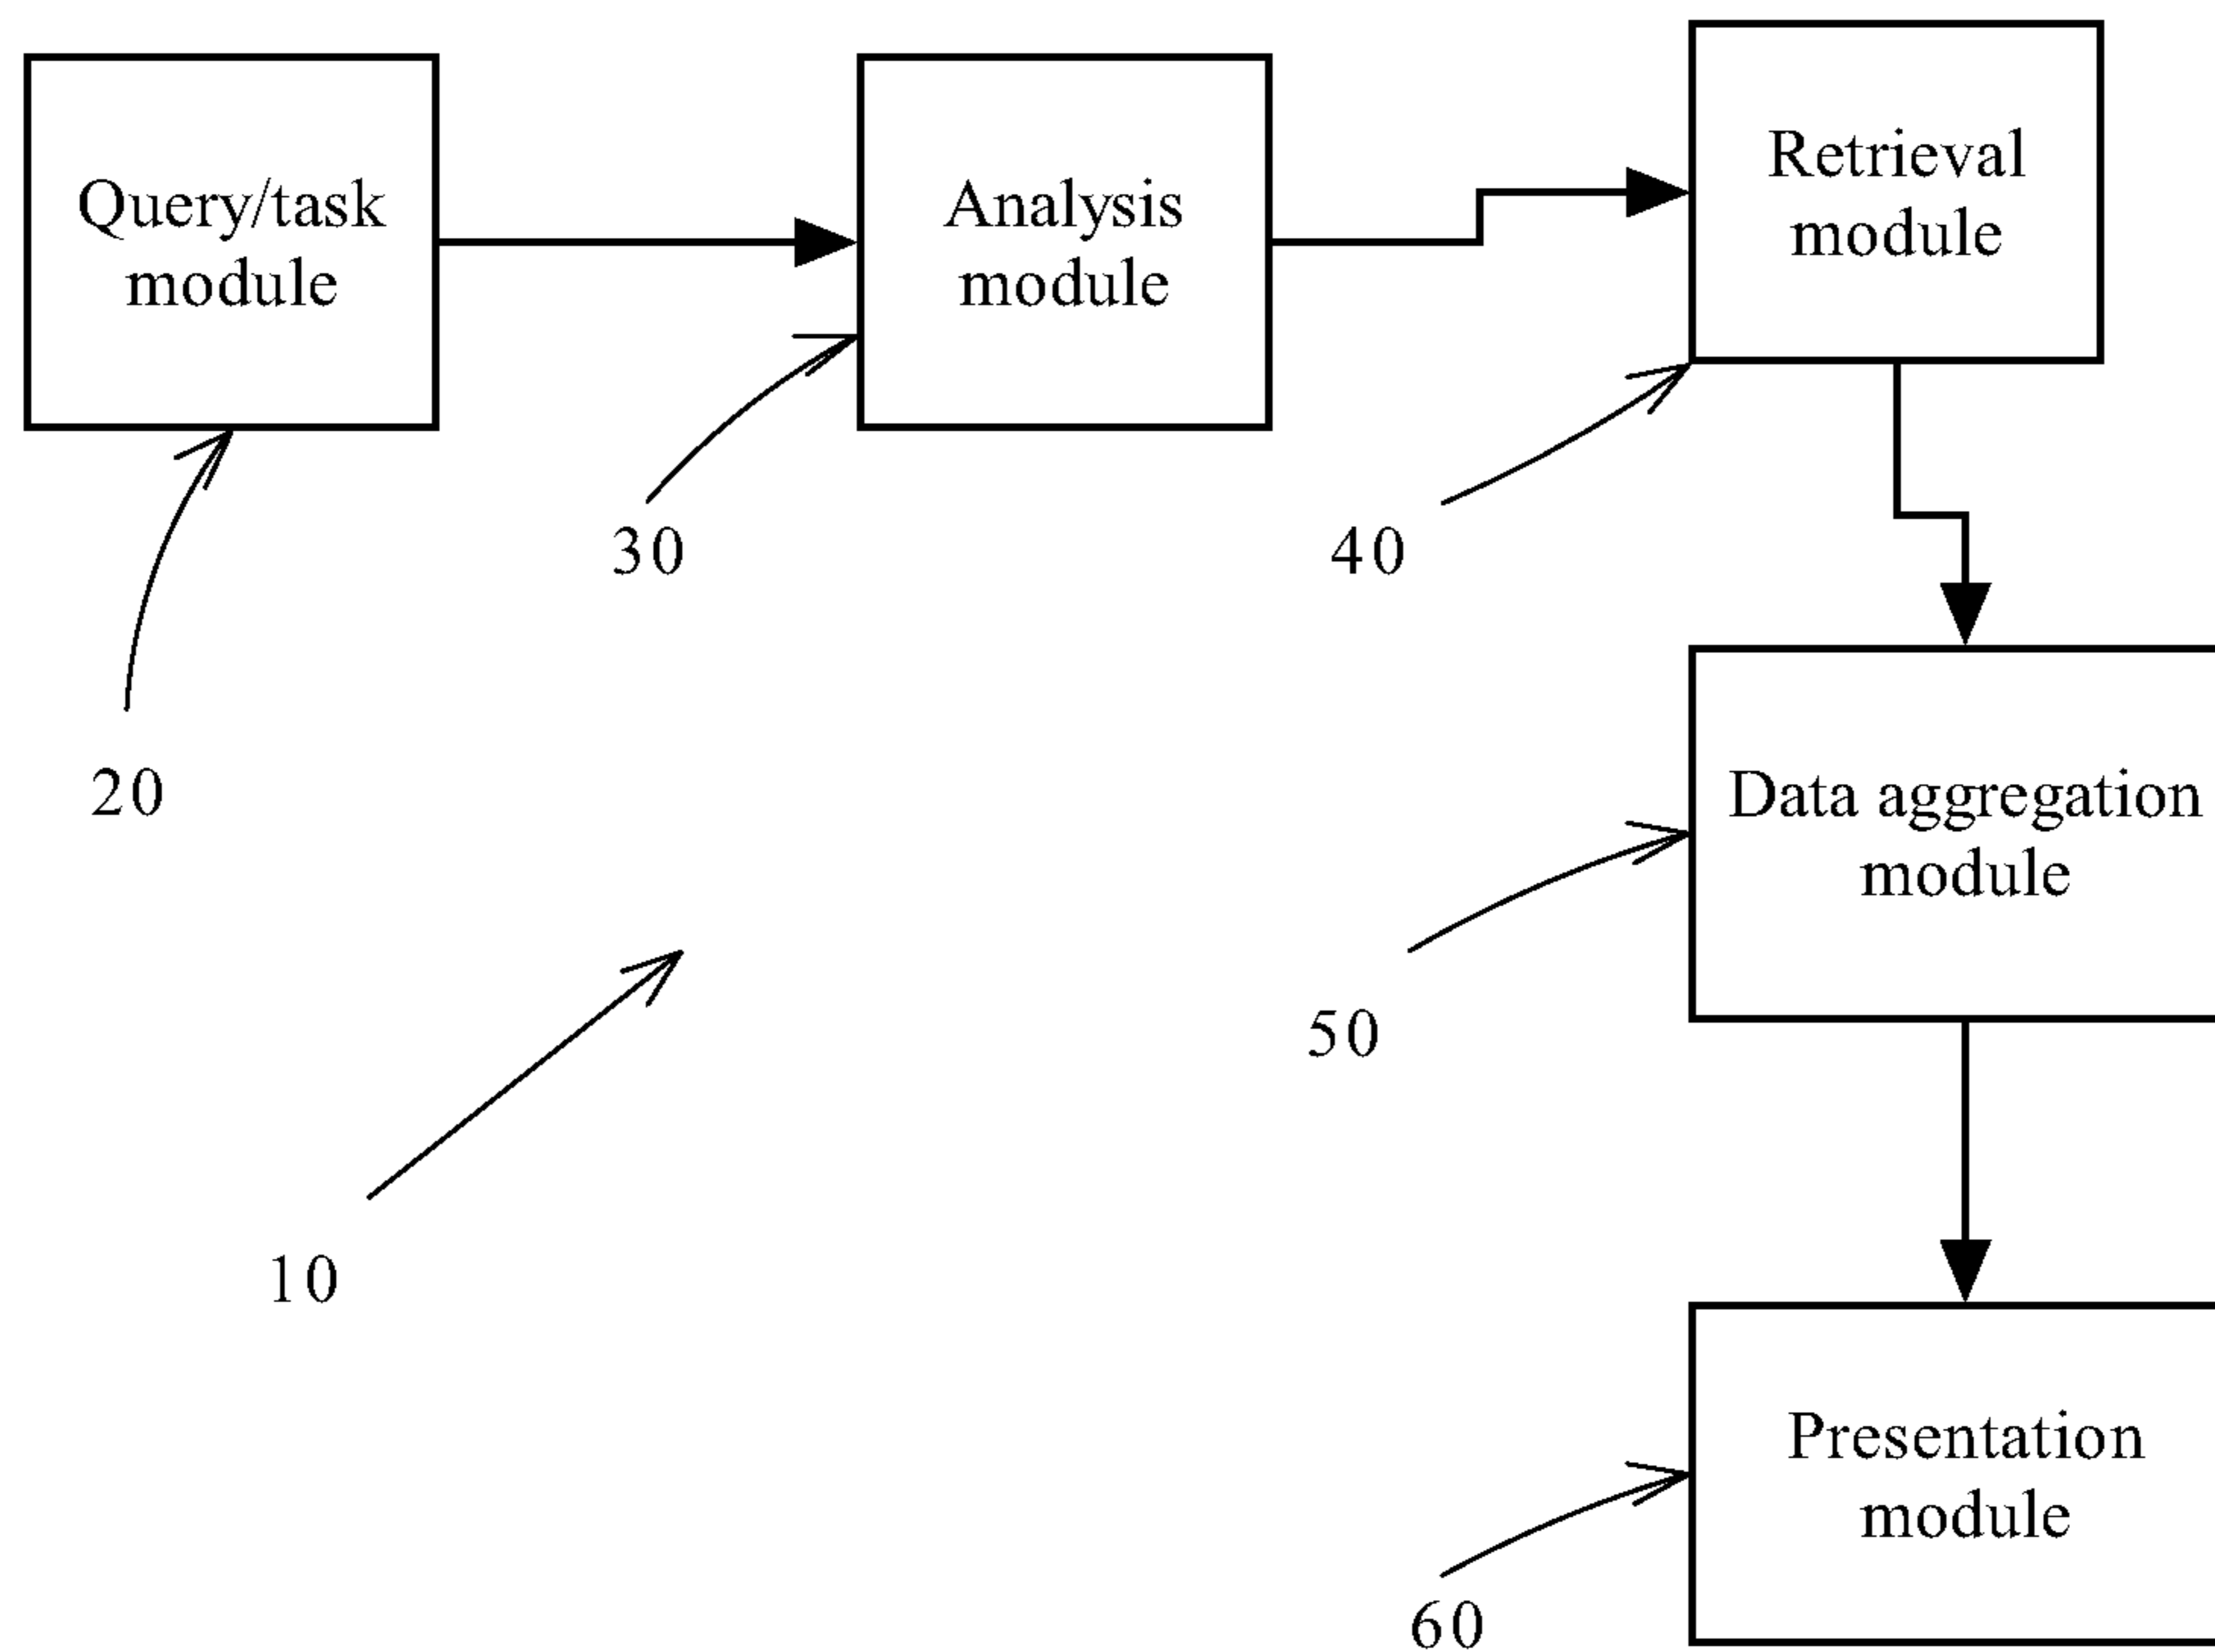 Query/task
module
Analysis
module
Retrieval
module
30
40
20
Data aggregation
module
50
10
Presentation
module
60